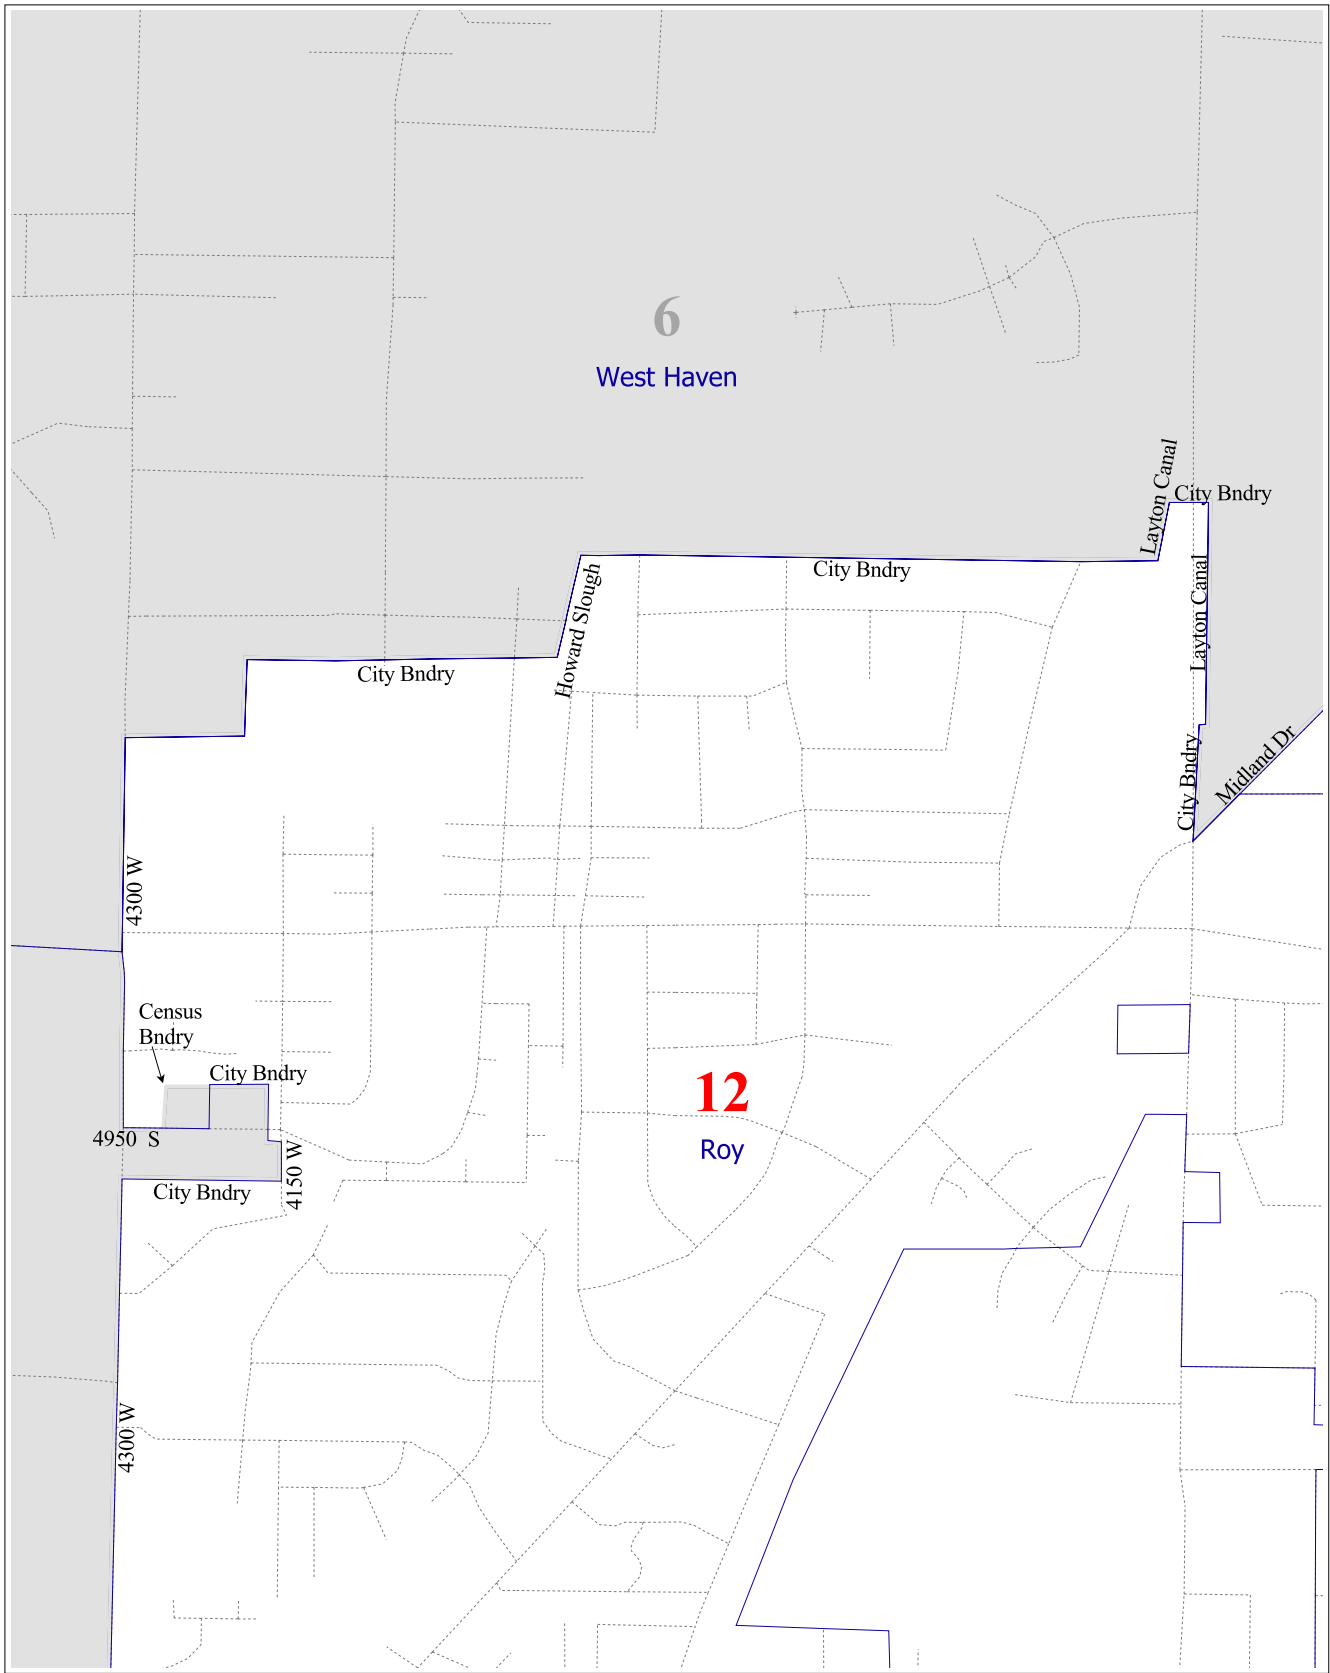 6
West Haven
Layton Canal
City Bndry
City Bndry
Howard Slough
Layton Canal
City Bndry
City Bndry
Midland Dr
4300 W
Census
Bndry
City Bndry
12
4950 S
Roy
4150 W
City Bndry
4300 W